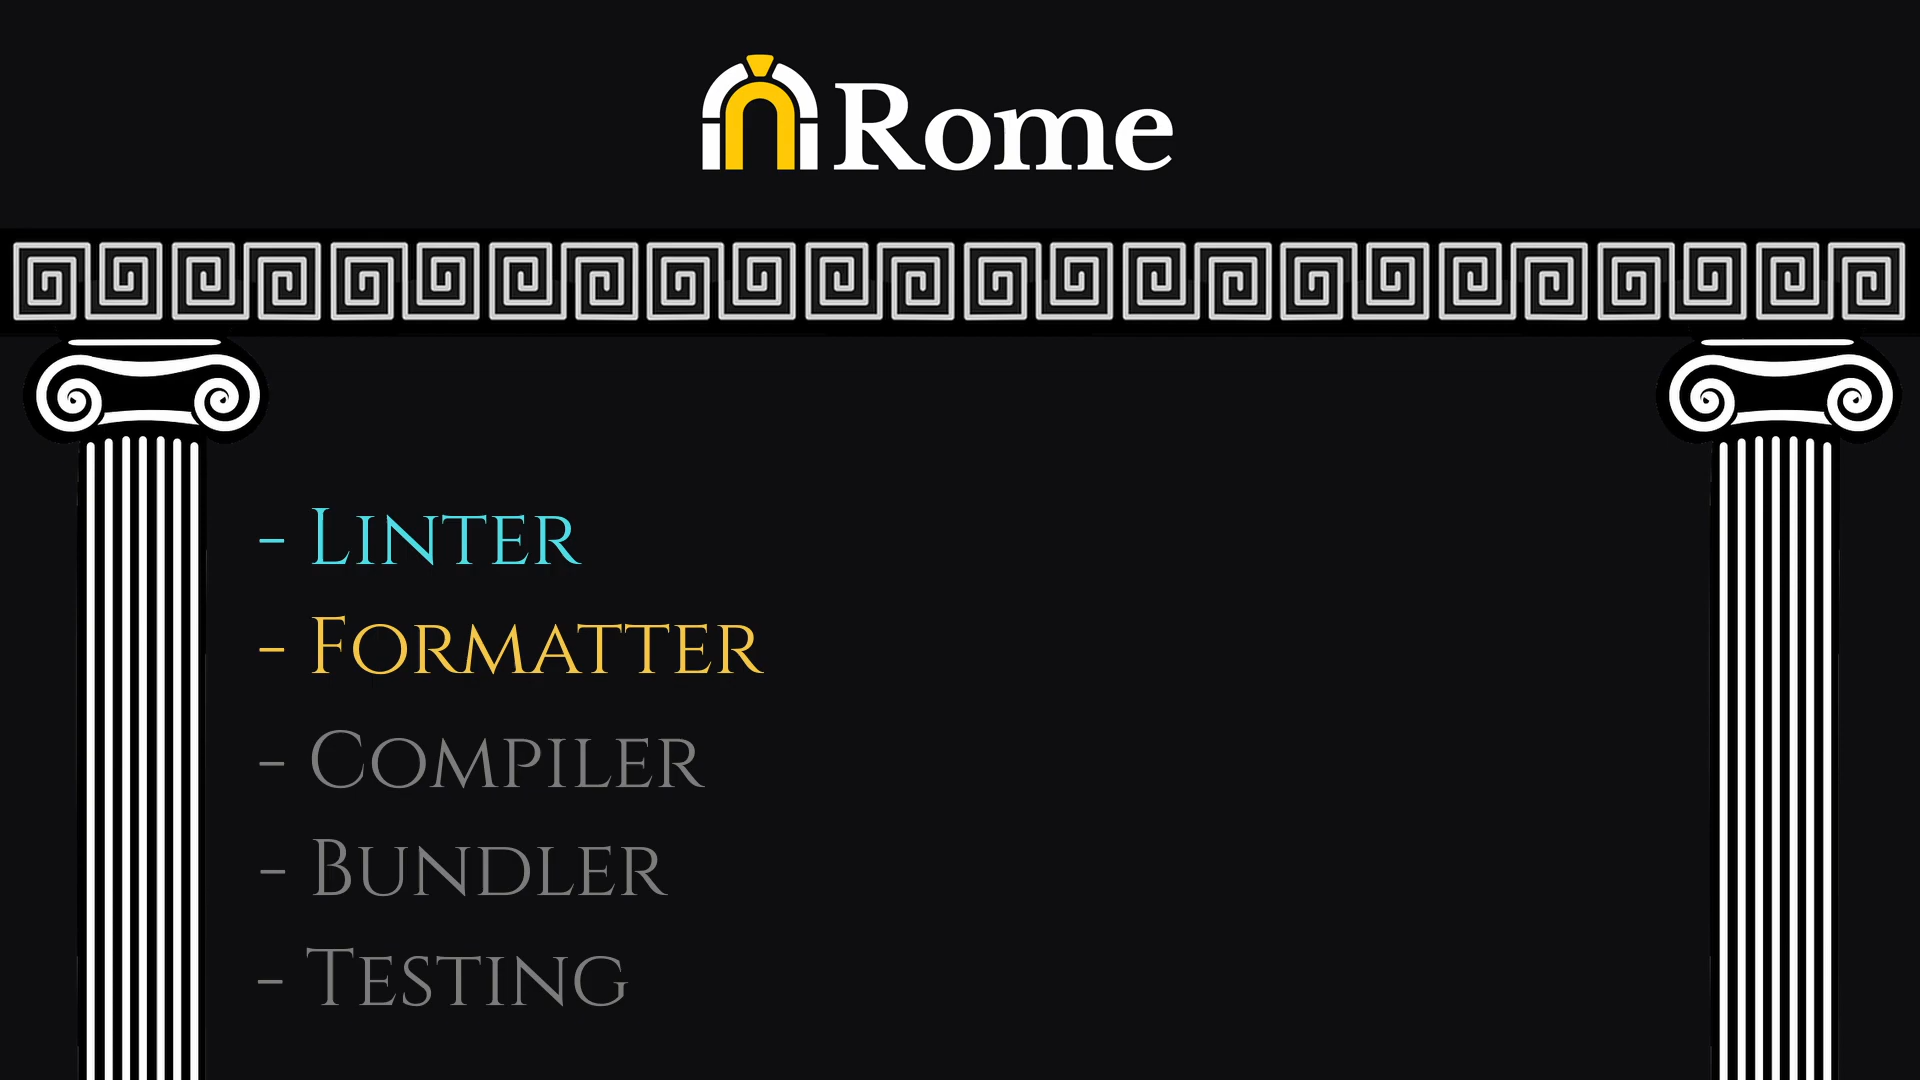 Rome
- Linter
- Formatter
- Compiler
- Bundler
- Testing